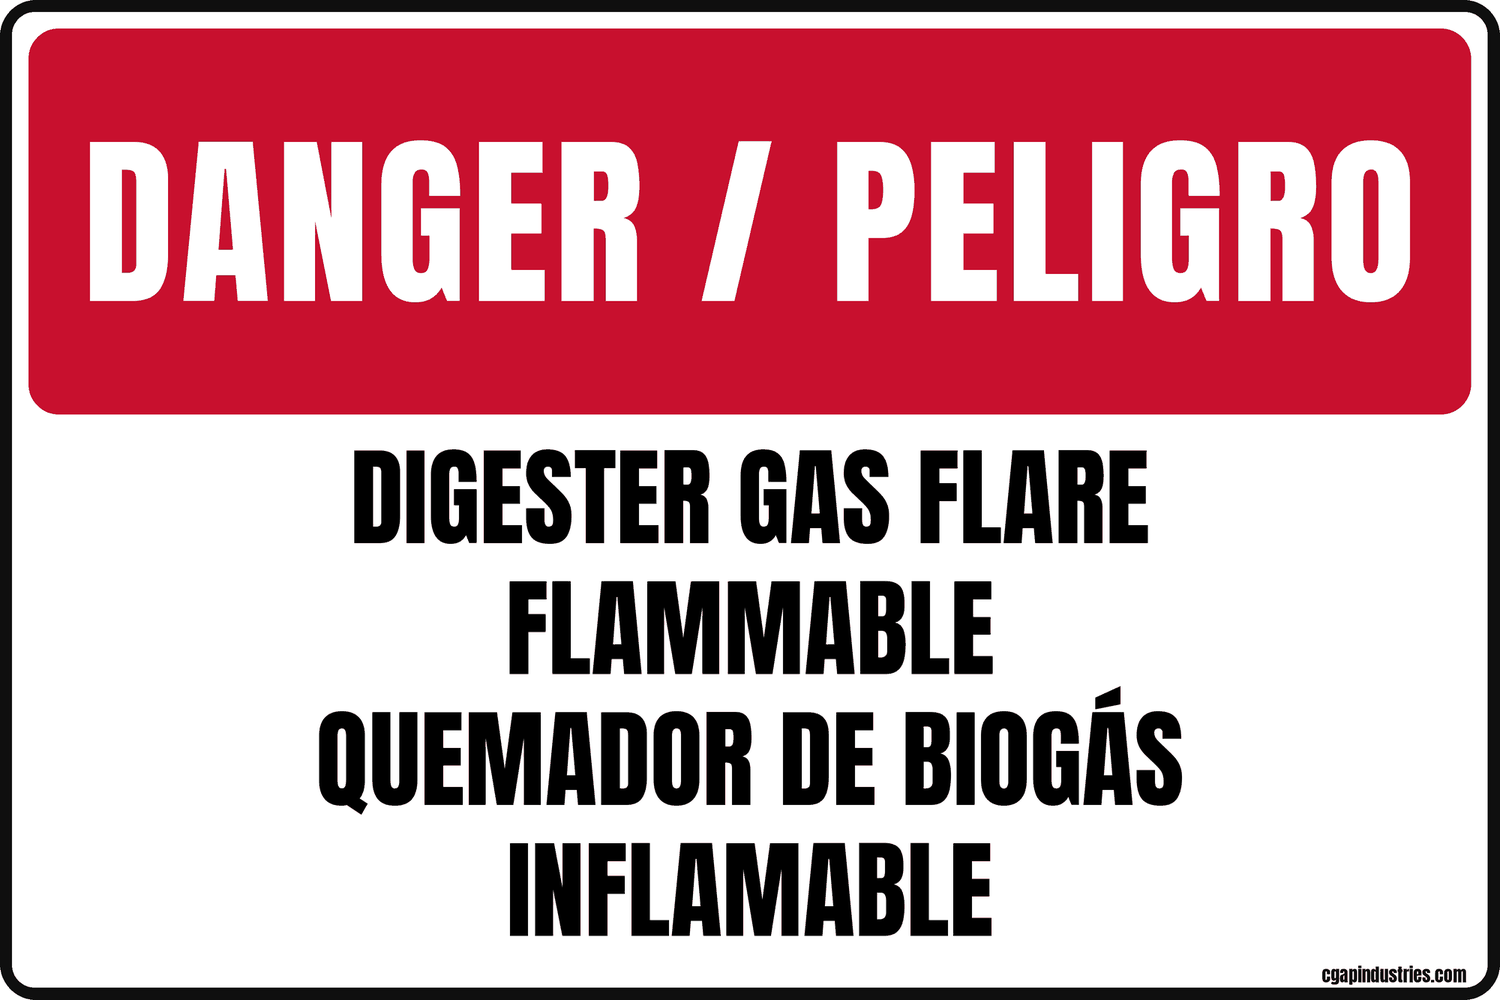 DANGER / PELIGRO
DIGESTER GAS FLARE
FLAMMABLE
QUEMADOR DE BIOGÁS
INFLAMABLE
cgapindustries.com